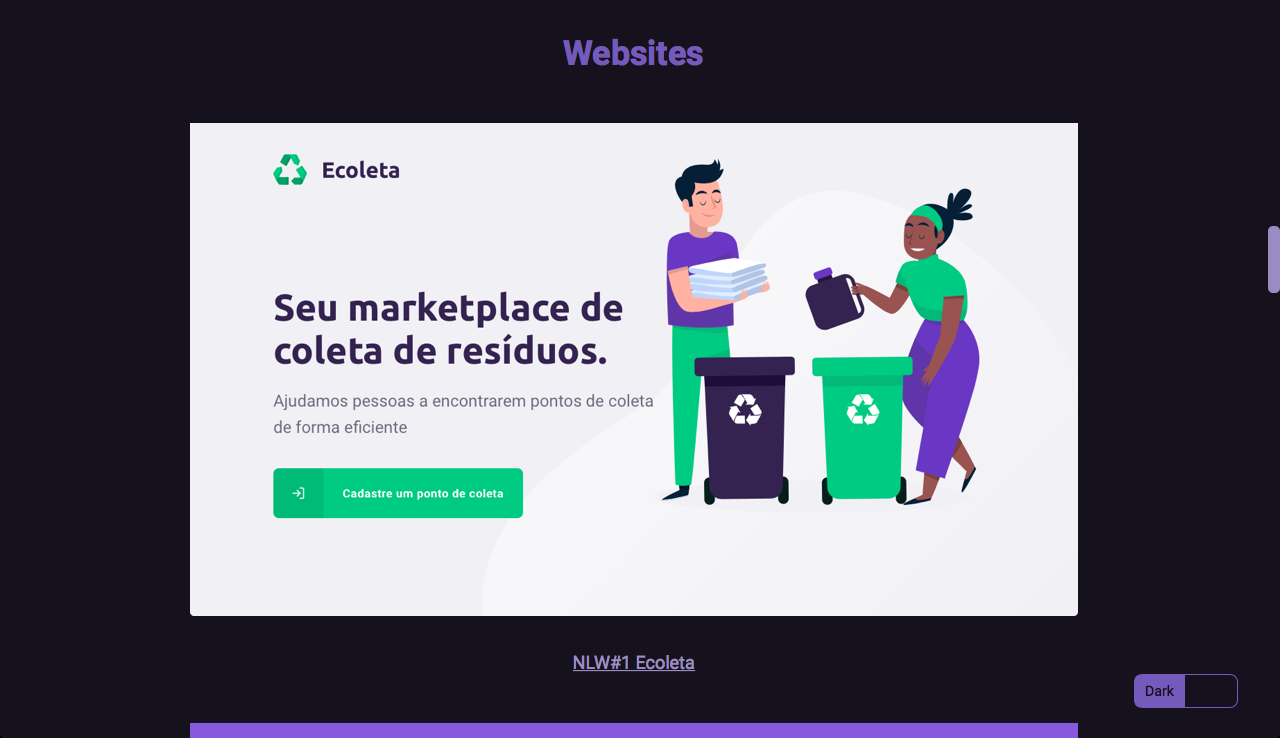 Websites
Ecoleta
Seu marketplace de
coleta de resíduos.
Ajudamos pessoas a encontrarem pontos de coleta
de forma eficiente
Cadastre um ponto de coleta
NLW#1 Ecoleta
Dark